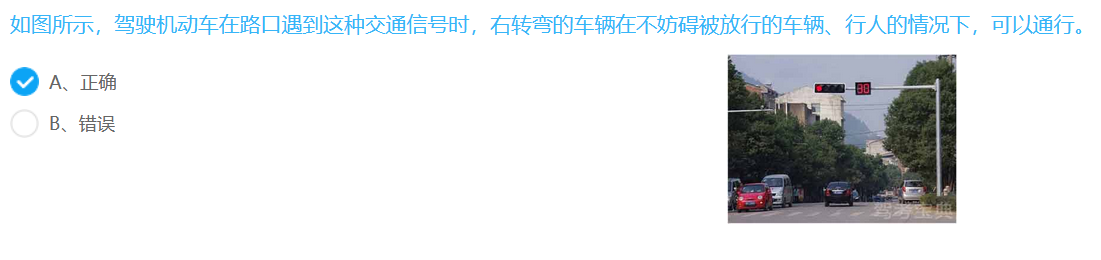 如图所示，驾驶机动车在路口遇到这种交通信号时，右转弯的车辆在不妨碍被放行的车辆、行人的情况下，可以通行。
A、正确
B、错误
30
驾考宝典